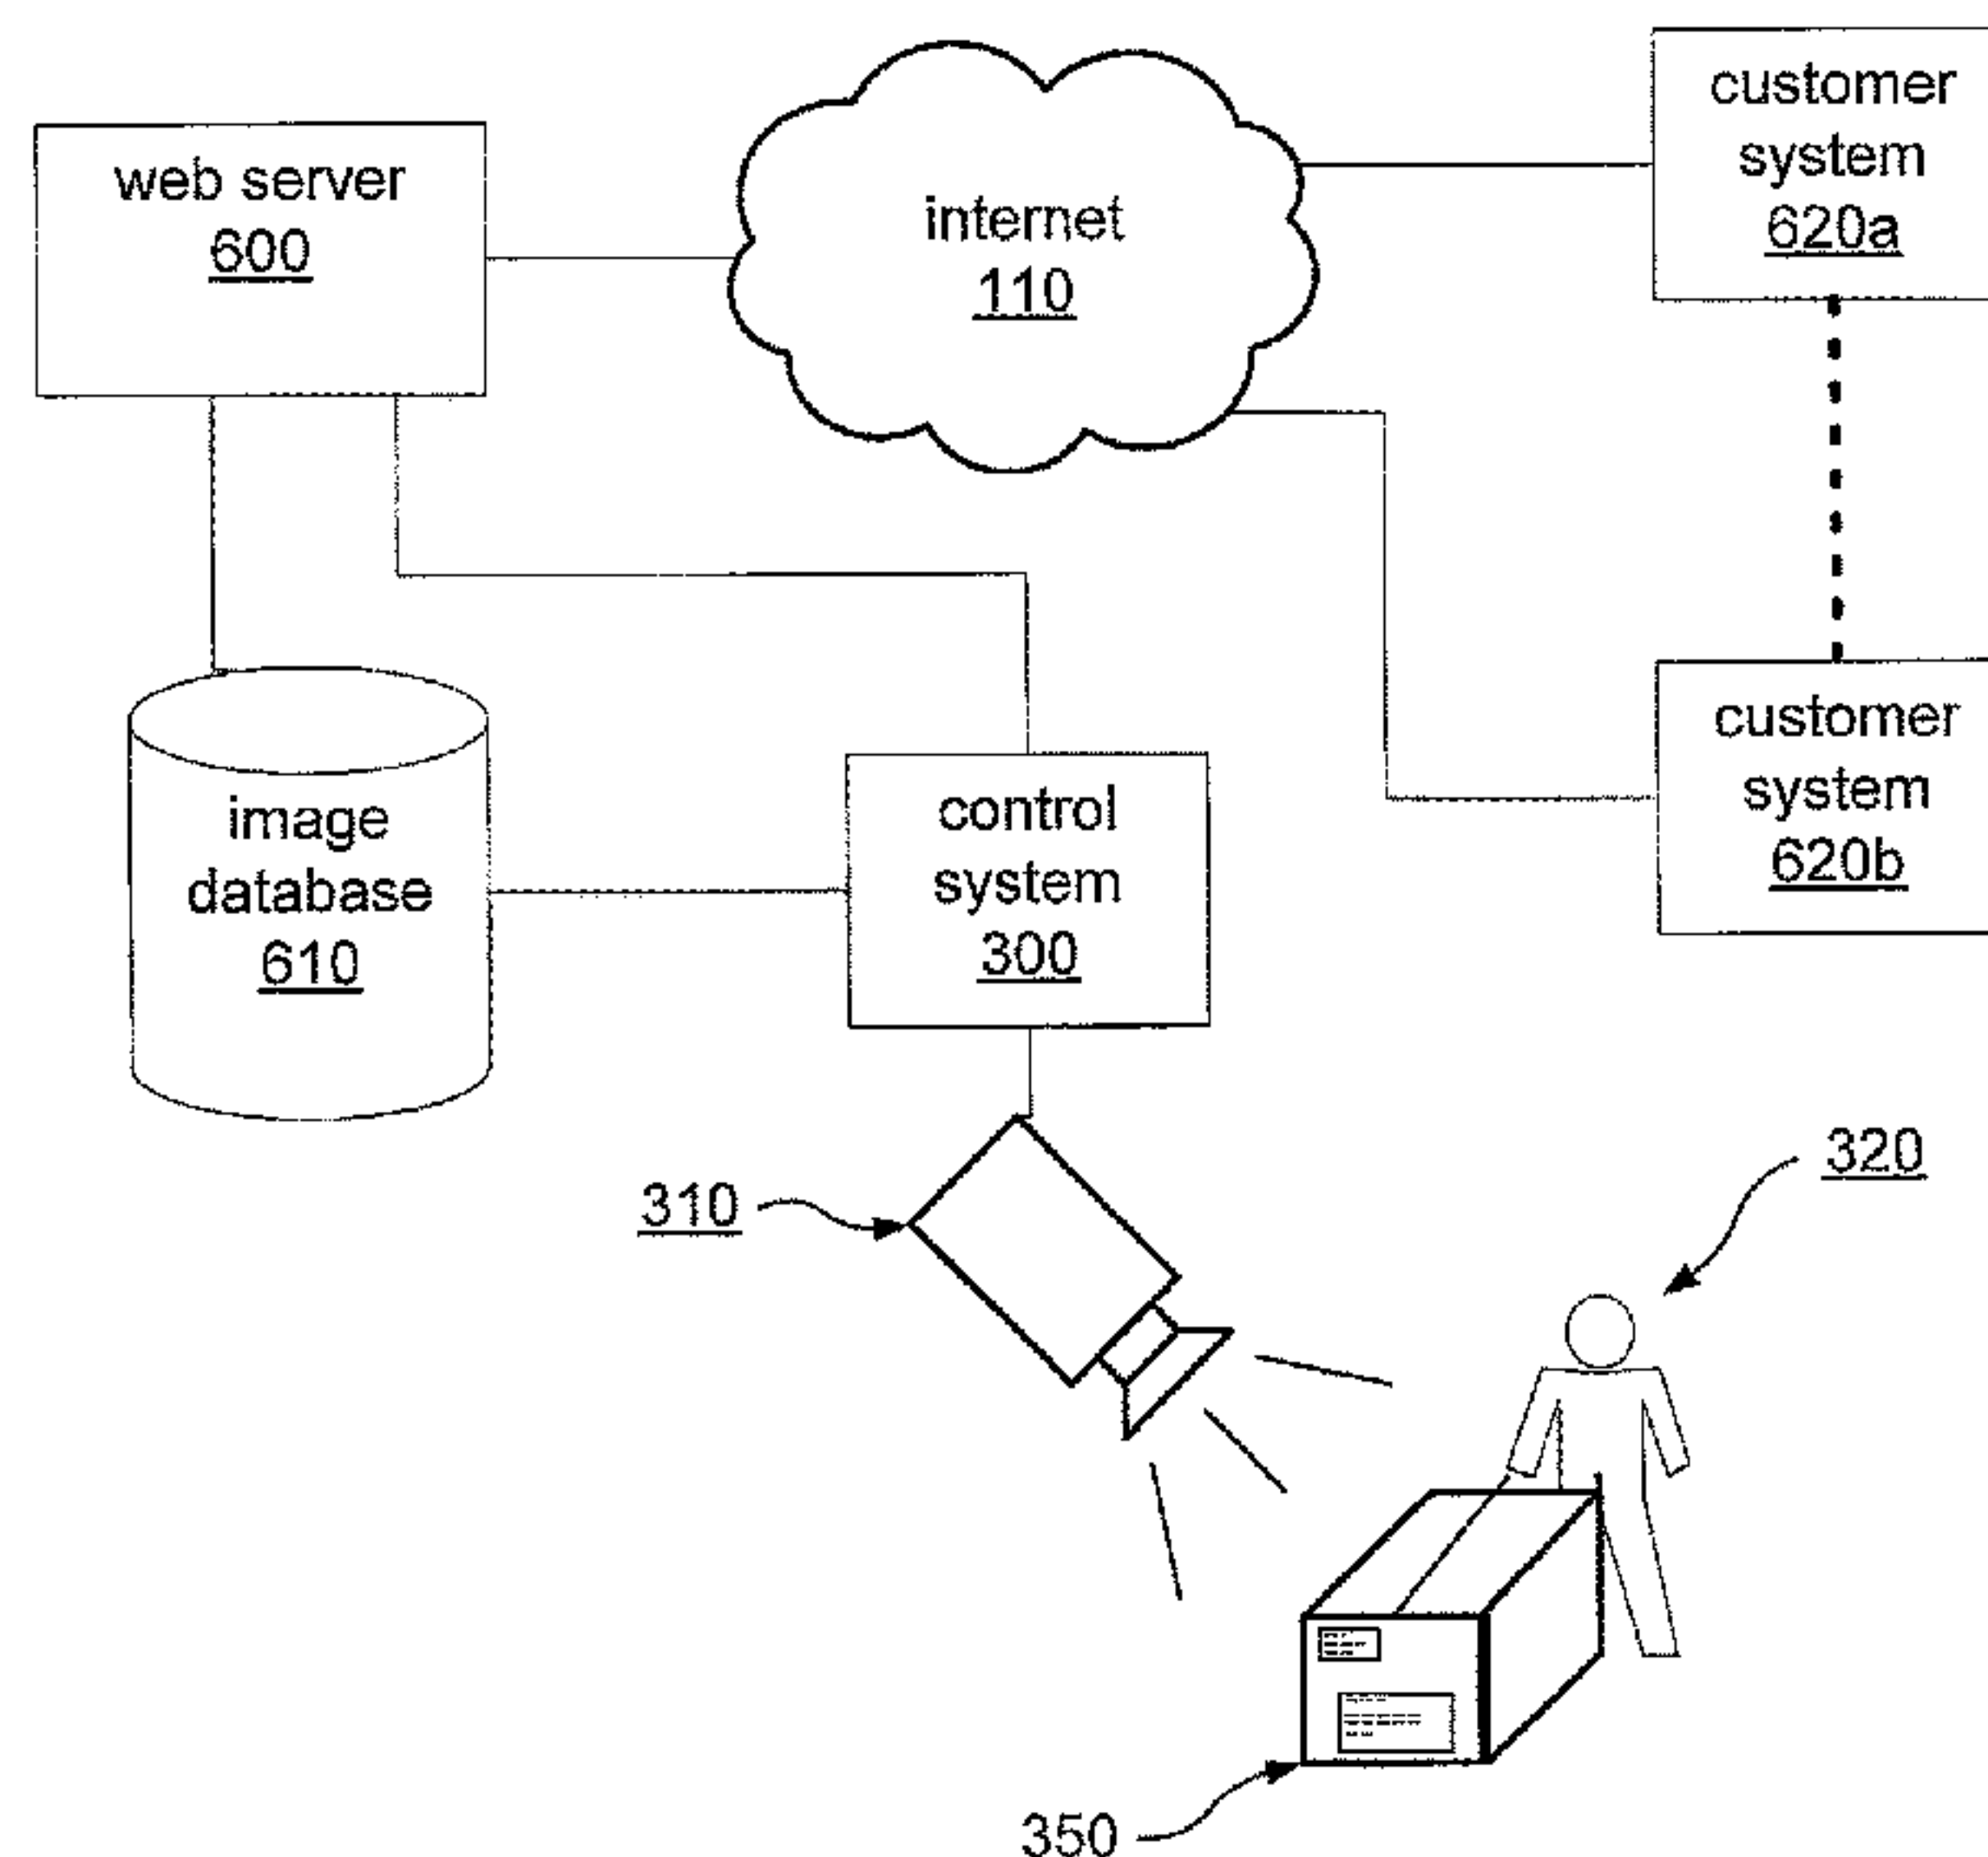 customer
system
620a
web server
600
internet
110
customer
system
620b
image
database
610
control
system
300
320
310
350